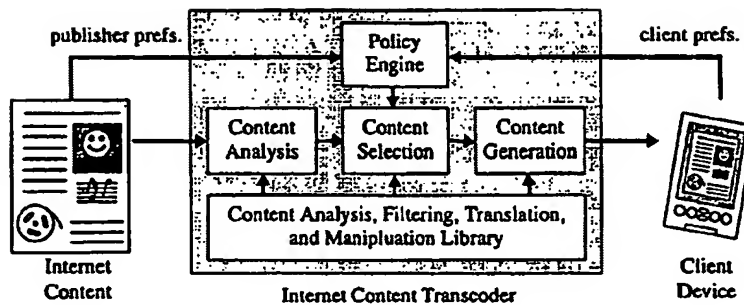 publisher prefs.
Policy
Engine
client prefs.
Content
Analysis
Content
Selection
Content
Generation
Content Analysis, Filtering, Translation,
and Manipluation Library
Internet
Content
Internet Content Transcoder
Client
Device